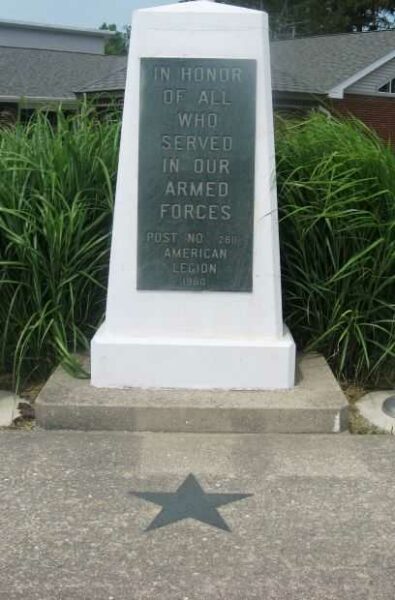 IN HONOR
OF ALL
WHO
SERVED
IN OUR
ARMED
FORCES
POST NO.
AMERICAN
LEGION